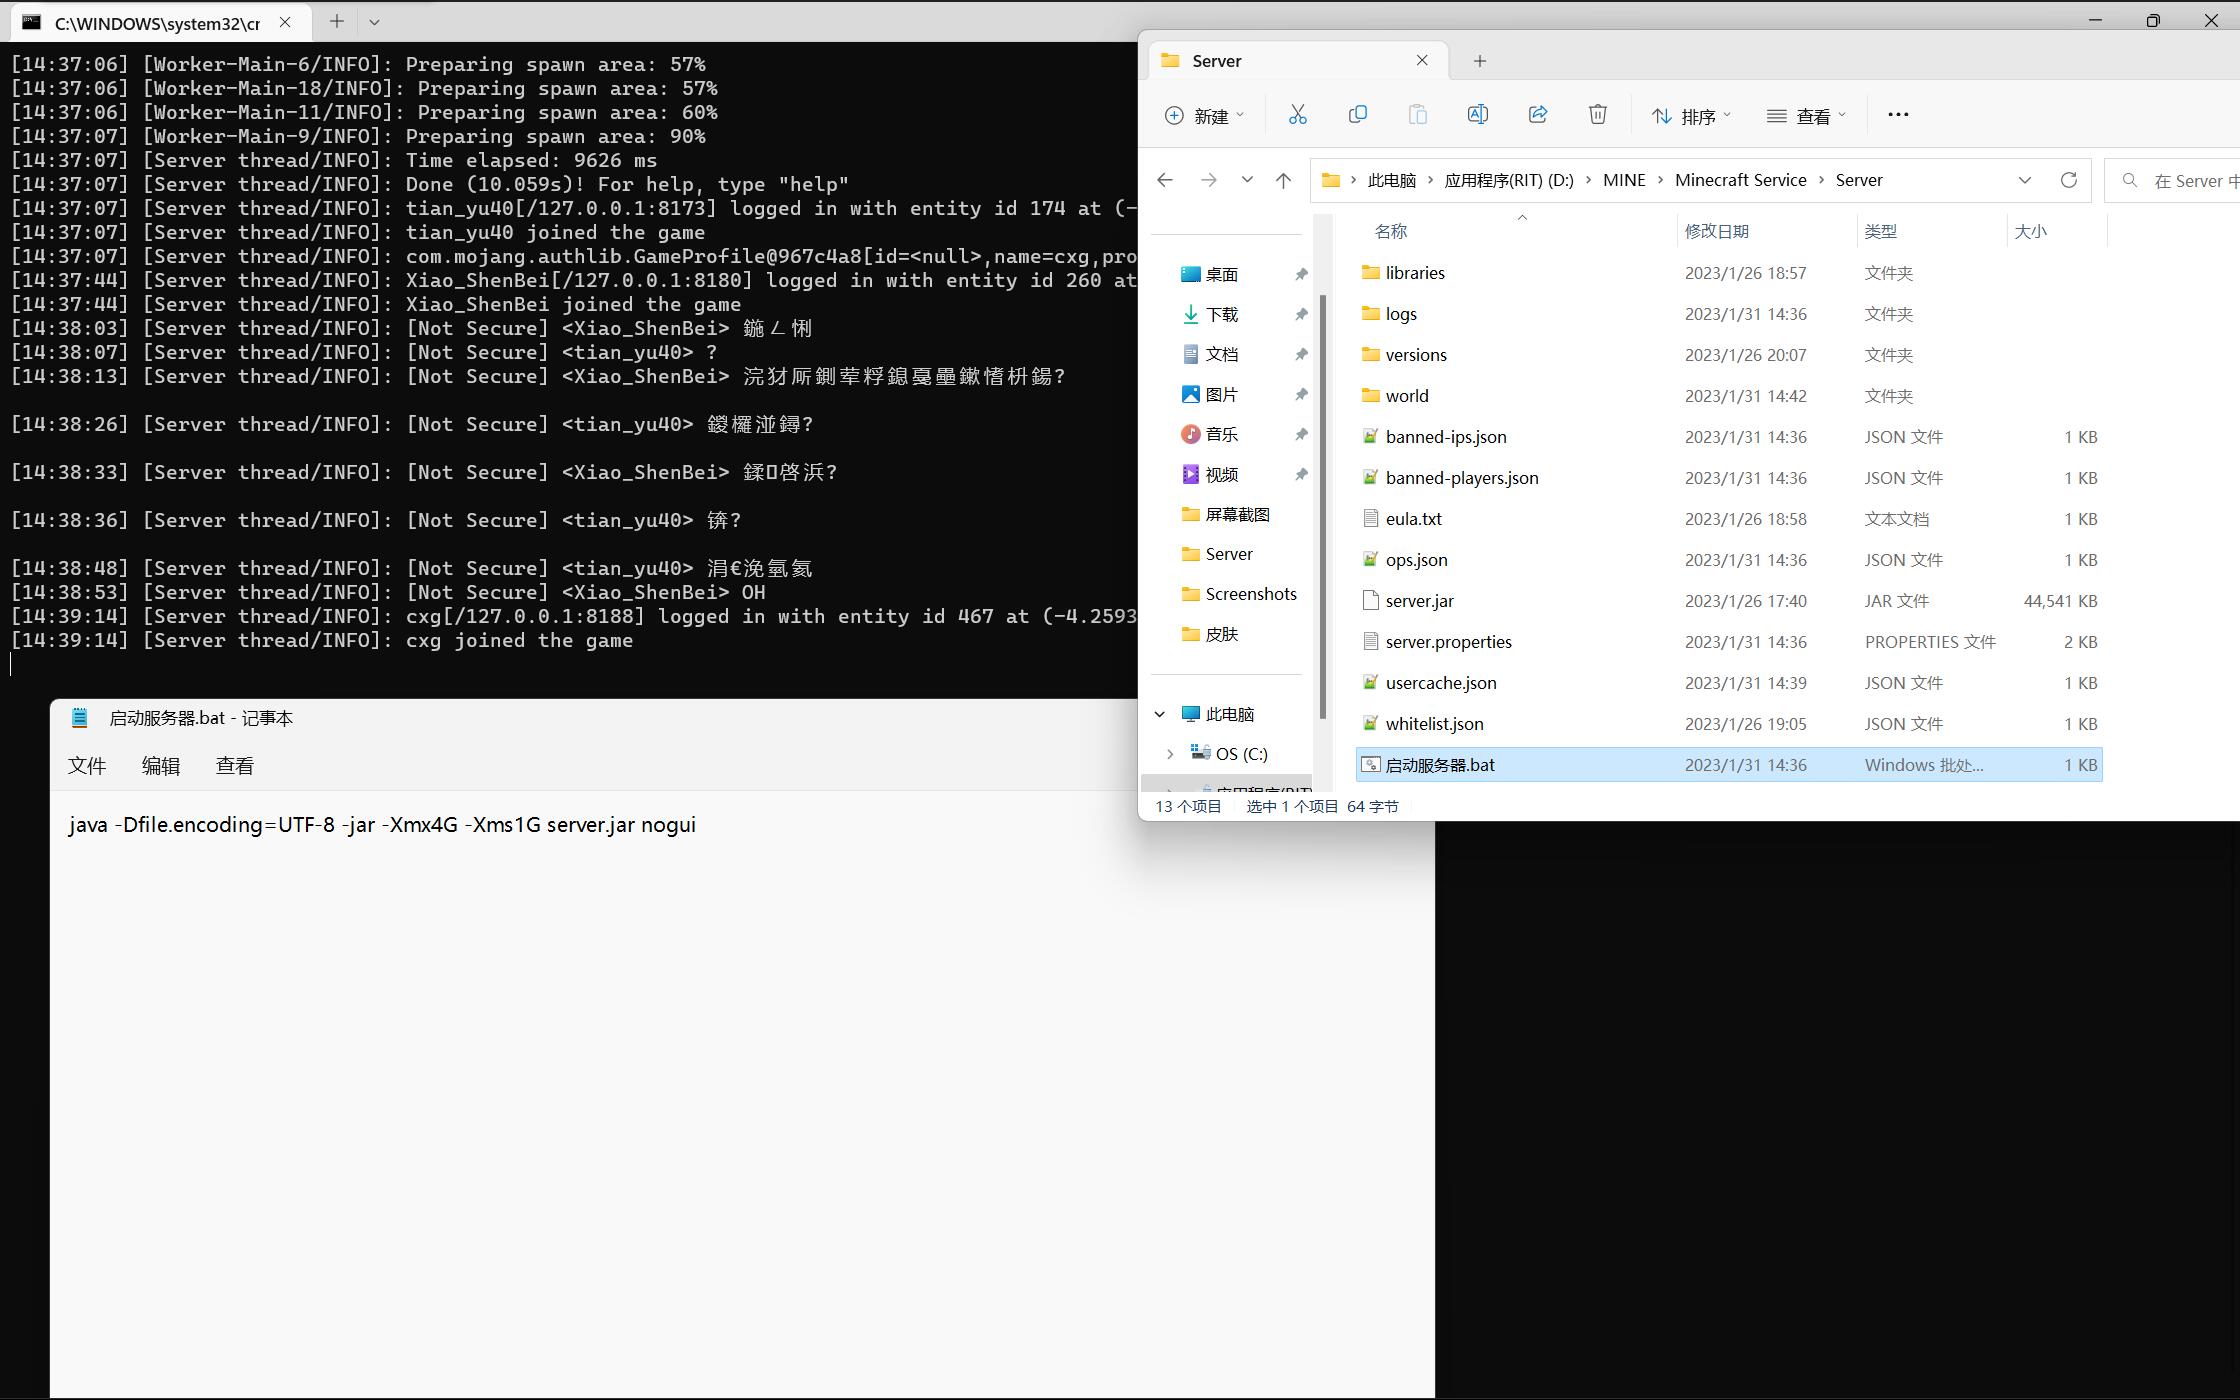 C:\WINDOWS\system32\cr
[14:37:06] [Worker-Main-6/INFO]: Preparing spawn area: 57%
[14:37:06] [Worker-Main-18/INFO]: Preparing spawn area: 57%
[14:37:06] [Worker-Main-11/INFO]: Preparing spawn area: 60%
[14:37:07] [Worker-Main-9/INFO]: Preparing spawn area: 90%
[14:37:07] [Server thread/INFO]: Time elapsed: 9626 ms
[14:37:07] [Server thread/INFO]: Done (10.059s)! For help, type "help"
[14:37:07] [Server thread/INFO]: tian_yu40[/127.0.0.1:8173] logged in with entity id 174 at (-
[14:37:07] [Server thread/INFO]: tian_yu40 joined the game
[14:37:07] [Server thread/INFO]: com.mojang.authlib.GameProfile@967c4a8[id=<null>,name=cxg,pro
[14:37:44] [Server thread/INFO]: Xiao_ShenBei[/127.0.0.1:8180] logged in with entity id 260 at
[14:37:44] [Server thread/INFO]: Xiao_ShenBei joined the game
[14:38:03] [Server thread/INFO]: [Not Secure] <Xiao_ShenBei>
[14:38:07] [Server thread/INFO]: [Not Secure] <tian_yu40> ?
[14:38:13] [Server thread/INFO]: [Not Secure] <Xiao_ShenBei>
[14:38:26] [Server thread/INFO]: [Not Secure] <tian_yu40>
[14:38:33] [Server thread/INFO]: [Not Secure] <Xiao_ShenBei>
[14:38:36] [Server thread/INFO]: [Not Secure] <tian_yu40> 锛?
[14:38:48] [Server thread/INFO]: [Not Secure] <tian_yu40> 涓€浼氫氦
[14:38:53] [Server thread/INFO]: [Not Secure] <Xiao_ShenBei> OH
[14:39:14] [Server thread/INFO]: cxg[/127.0.0.1:8188] logged in with entity id 467 at (-4.2593
[14:39:14] [Server thread/INFO]: cxg joined the game
启动服务器.bat - 记事本
文件 编辑 查看
java -Dfile.encoding=UTF-8 -jar -Xmx4G -Xms1G server.jar nogui
Server
新建 排序 查看
此电脑 应用程序(RIT) (D:) MINE Minecraft Service Server
在 Server 中
桌面
下载
文档
图片
音乐
视频
屏幕截图
Server
Screenshots
皮肤
此电脑
OS (C:)
应用程序(RIT)
名称 修改日期 类型 大小
libraries 2023/1/26 18:57 文件夹
logs 2023/1/31 14:36 文件夹
versions 2023/1/26 20:07 文件夹
world 2023/1/31 14:42 文件夹
banned-ips.json 2023/1/31 14:36 JSON 文件 1 KB
banned-players.json 2023/1/31 14:36 JSON 文件 1 KB
eula.txt 2023/1/26 18:58 文本文档 1 KB
ops.json 2023/1/31 14:36 JSON 文件 1 KB
server.jar 2023/1/26 17:40 JAR 文件 44,541 KB
server.properties 2023/1/31 14:36 PROPERTIES 文件 2 KB
usercache.json 2023/1/31 14:39 JSON 文件 1 KB
whitelist.json 2023/1/26 19:05 JSON 文件 1 KB
启动服务器.bat 2023/1/31 14:36 Windows 批处... 1 KB
13 个项目 选中 1 个项目 64 字节